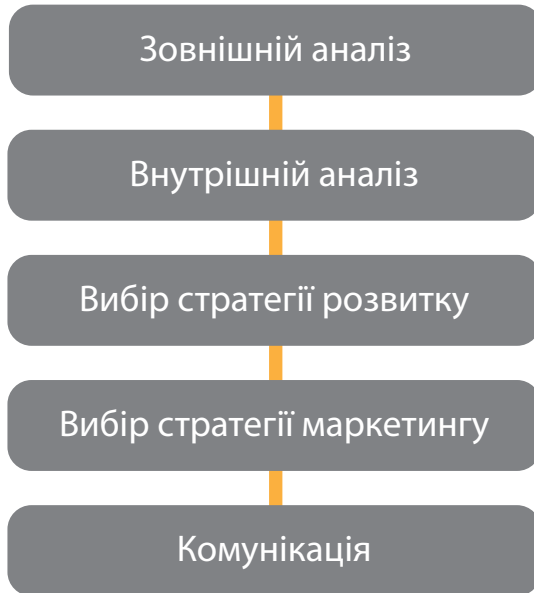 Зовнішній аналіз
Внутрішній аналіз
Вибір стратегії розвитку
Вибір стратегії маркетингу
Комунікація